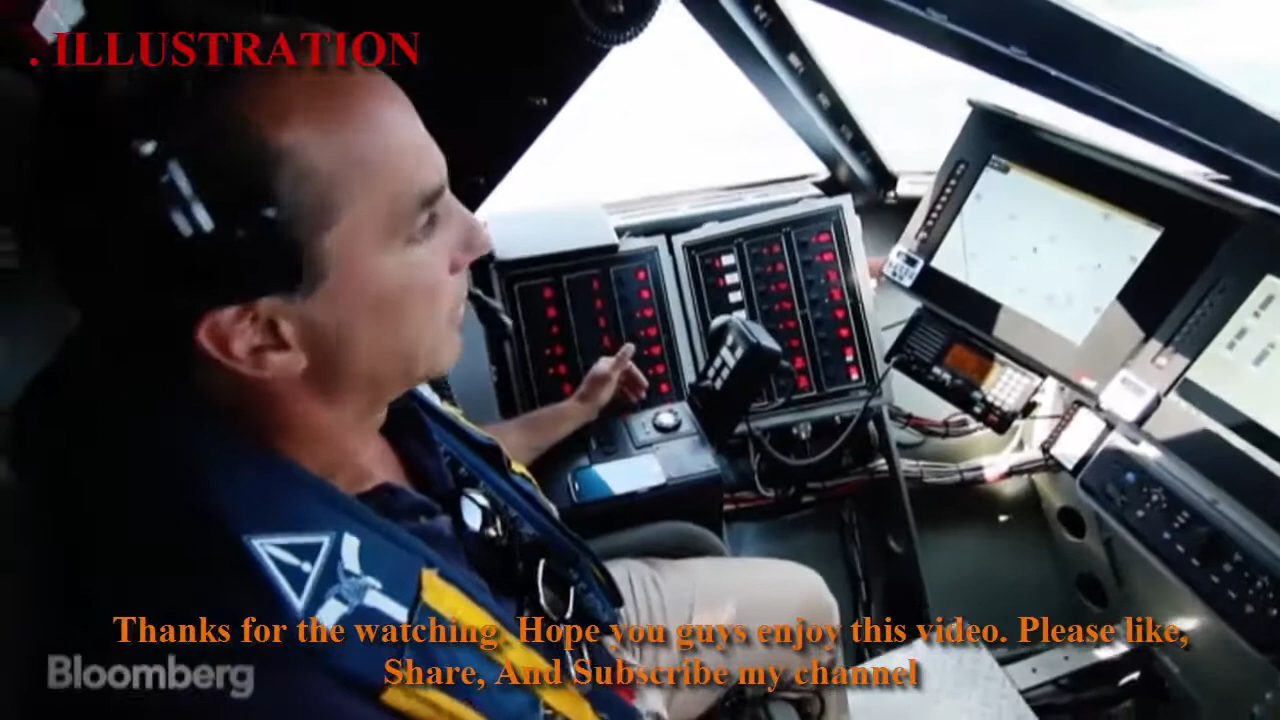 . ILLUSTRATION
Thanks for the watching. Hope you guys enjoy this video. Please like,
Share, And Subscribe my channel
Bloomberg